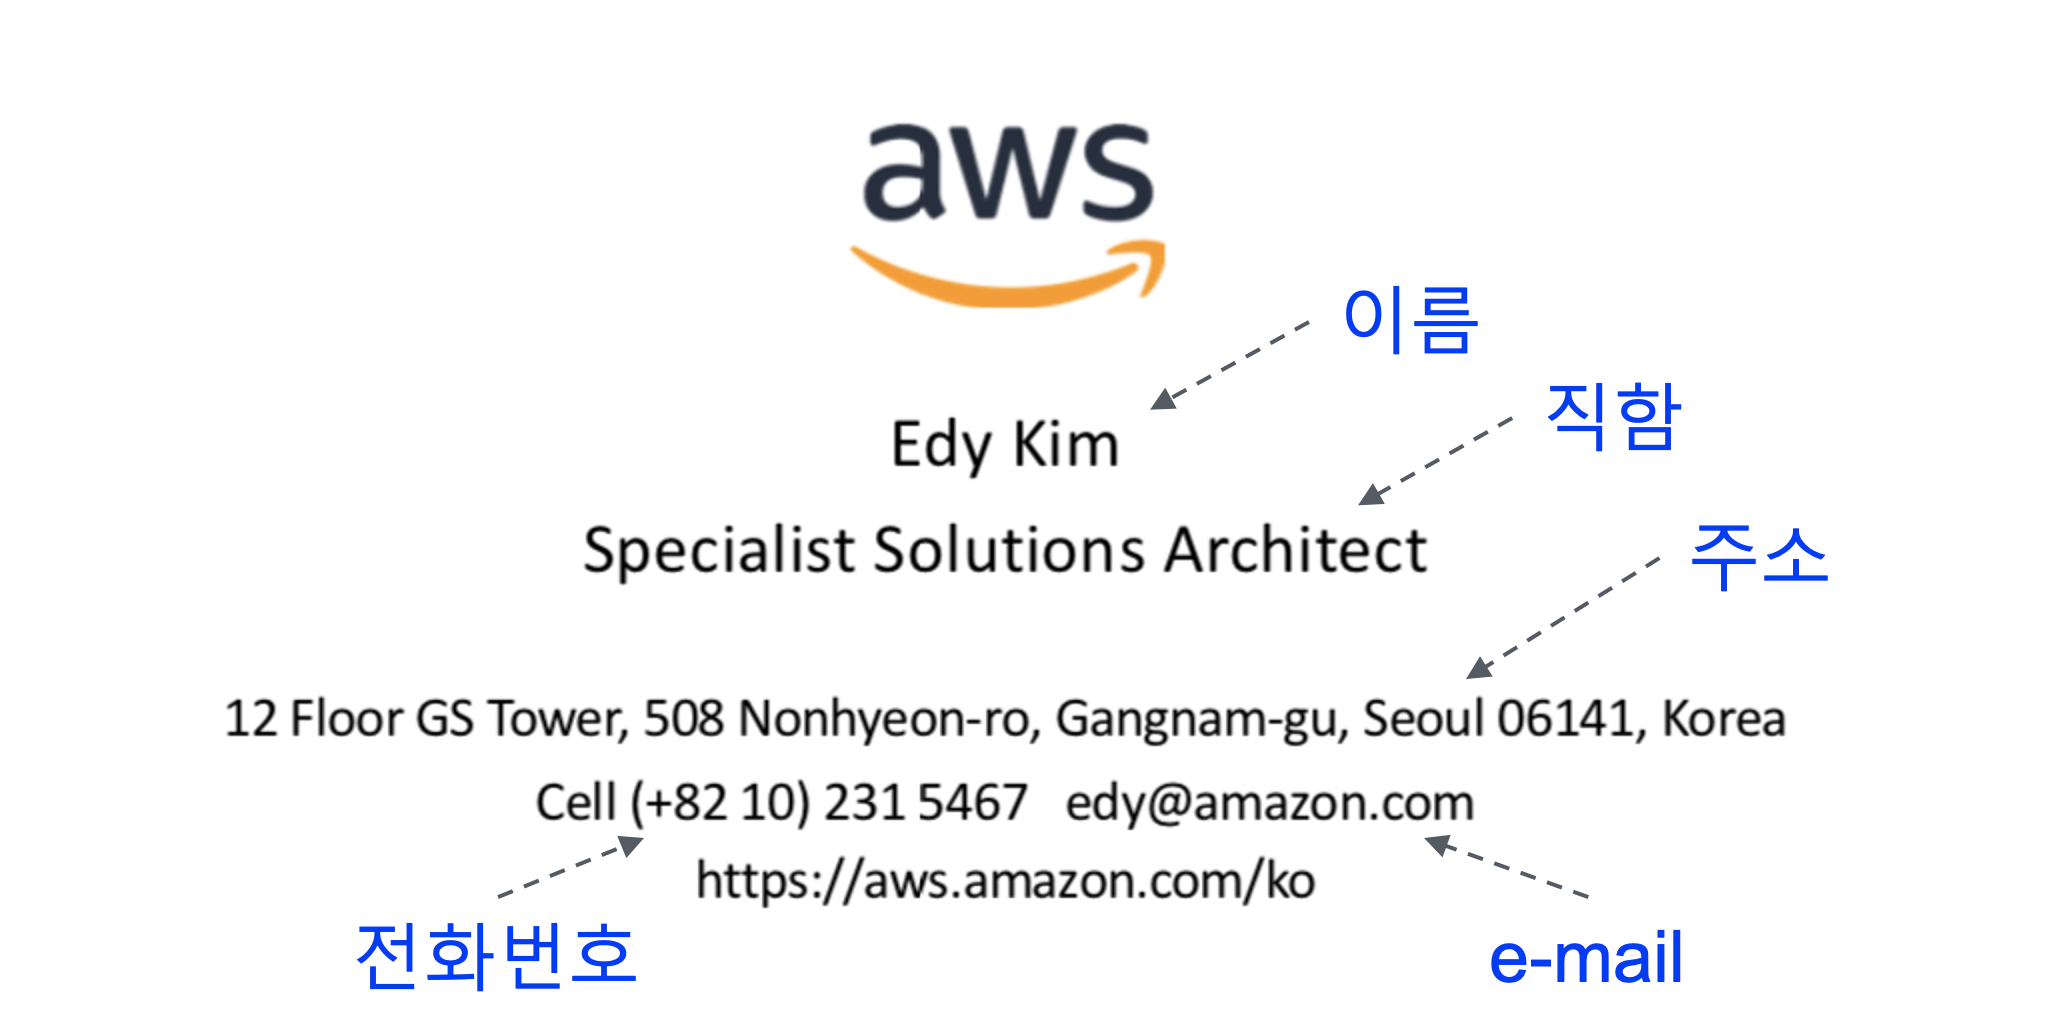 aws
이름
Edy Kim
직함
Specialist Solutions Architect
주소
12 Floor GS Tower, 508 Nonhyeon-ro, Gangnam-gu, Seoul 06141, Korea
Cell (+82 10) 231 5467 edy@amazon.com
https://aws.amazon.com/ko
전화번호
e-mail